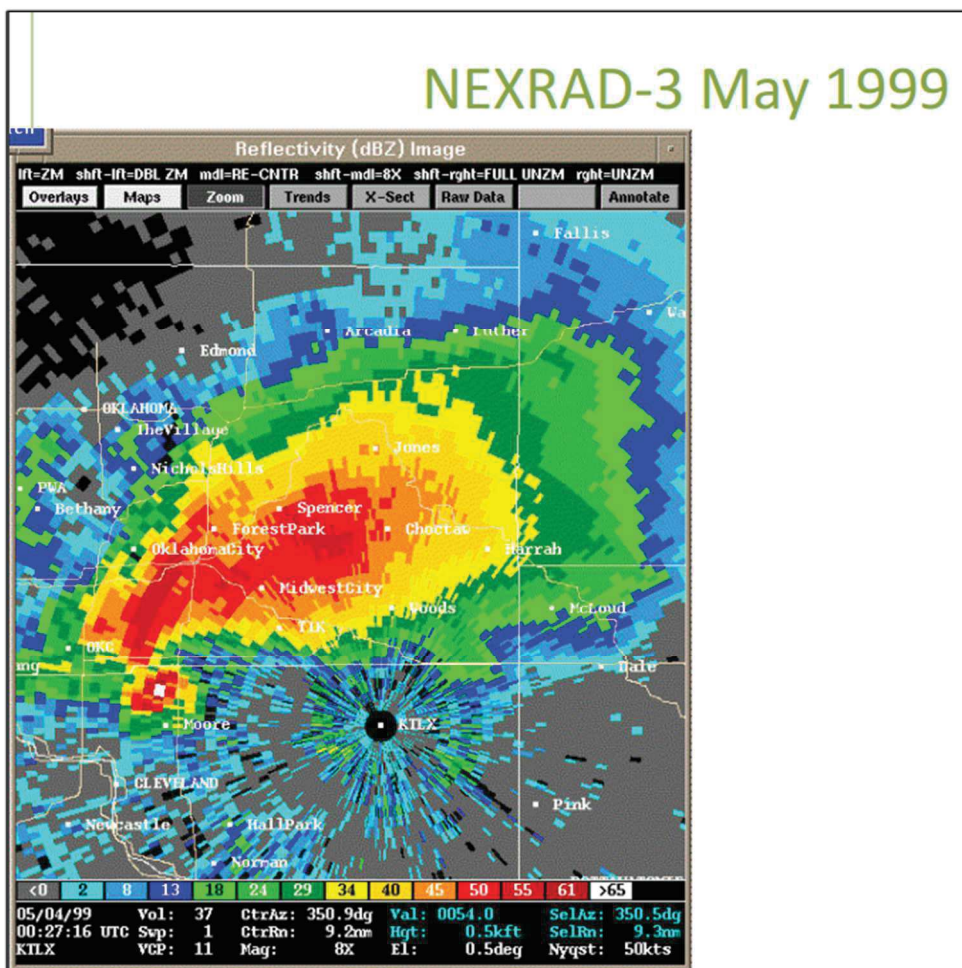 NEXRAD-3 May 1999
Reflectivity (dBZ) Image
lft=ZM shft-lft=DBL ZM mdl=RE-CNTR shft-mdl=8X shft-rght=FULL UNZM rght=UNZM
Overlays Maps Zoom Trends X-Sect Raw Data Annotate
Fallis
Wa
Arcadia Luther
Edmond
OKLAHOMA
TheVillage
Jones
NicholsHills
PWA
Bethany Spencer
ForestPark Choctaw
OklahomaCity Harrah
MidwestCity
Woods McLoud
TIK
OKC
ng Dale
Moore KTLX
CLEVELAND
Pink
Newcastle HallPark
Norman
<0 2 8 13 18 24 29 34 40 45 50 55 61 >65
05/04/99 Vol: 37 CtrAz: 350.9dg Val: 0054.0 SelAz: 350.5dg
00:27:16 UTC Swp: 1 CtrRn: 9.2nm Hgt: 0.5kft SelRn: 9.3nm
KTLX VCP: 11 Mag: 8X El: 0.5deg Nyqst: 50kts